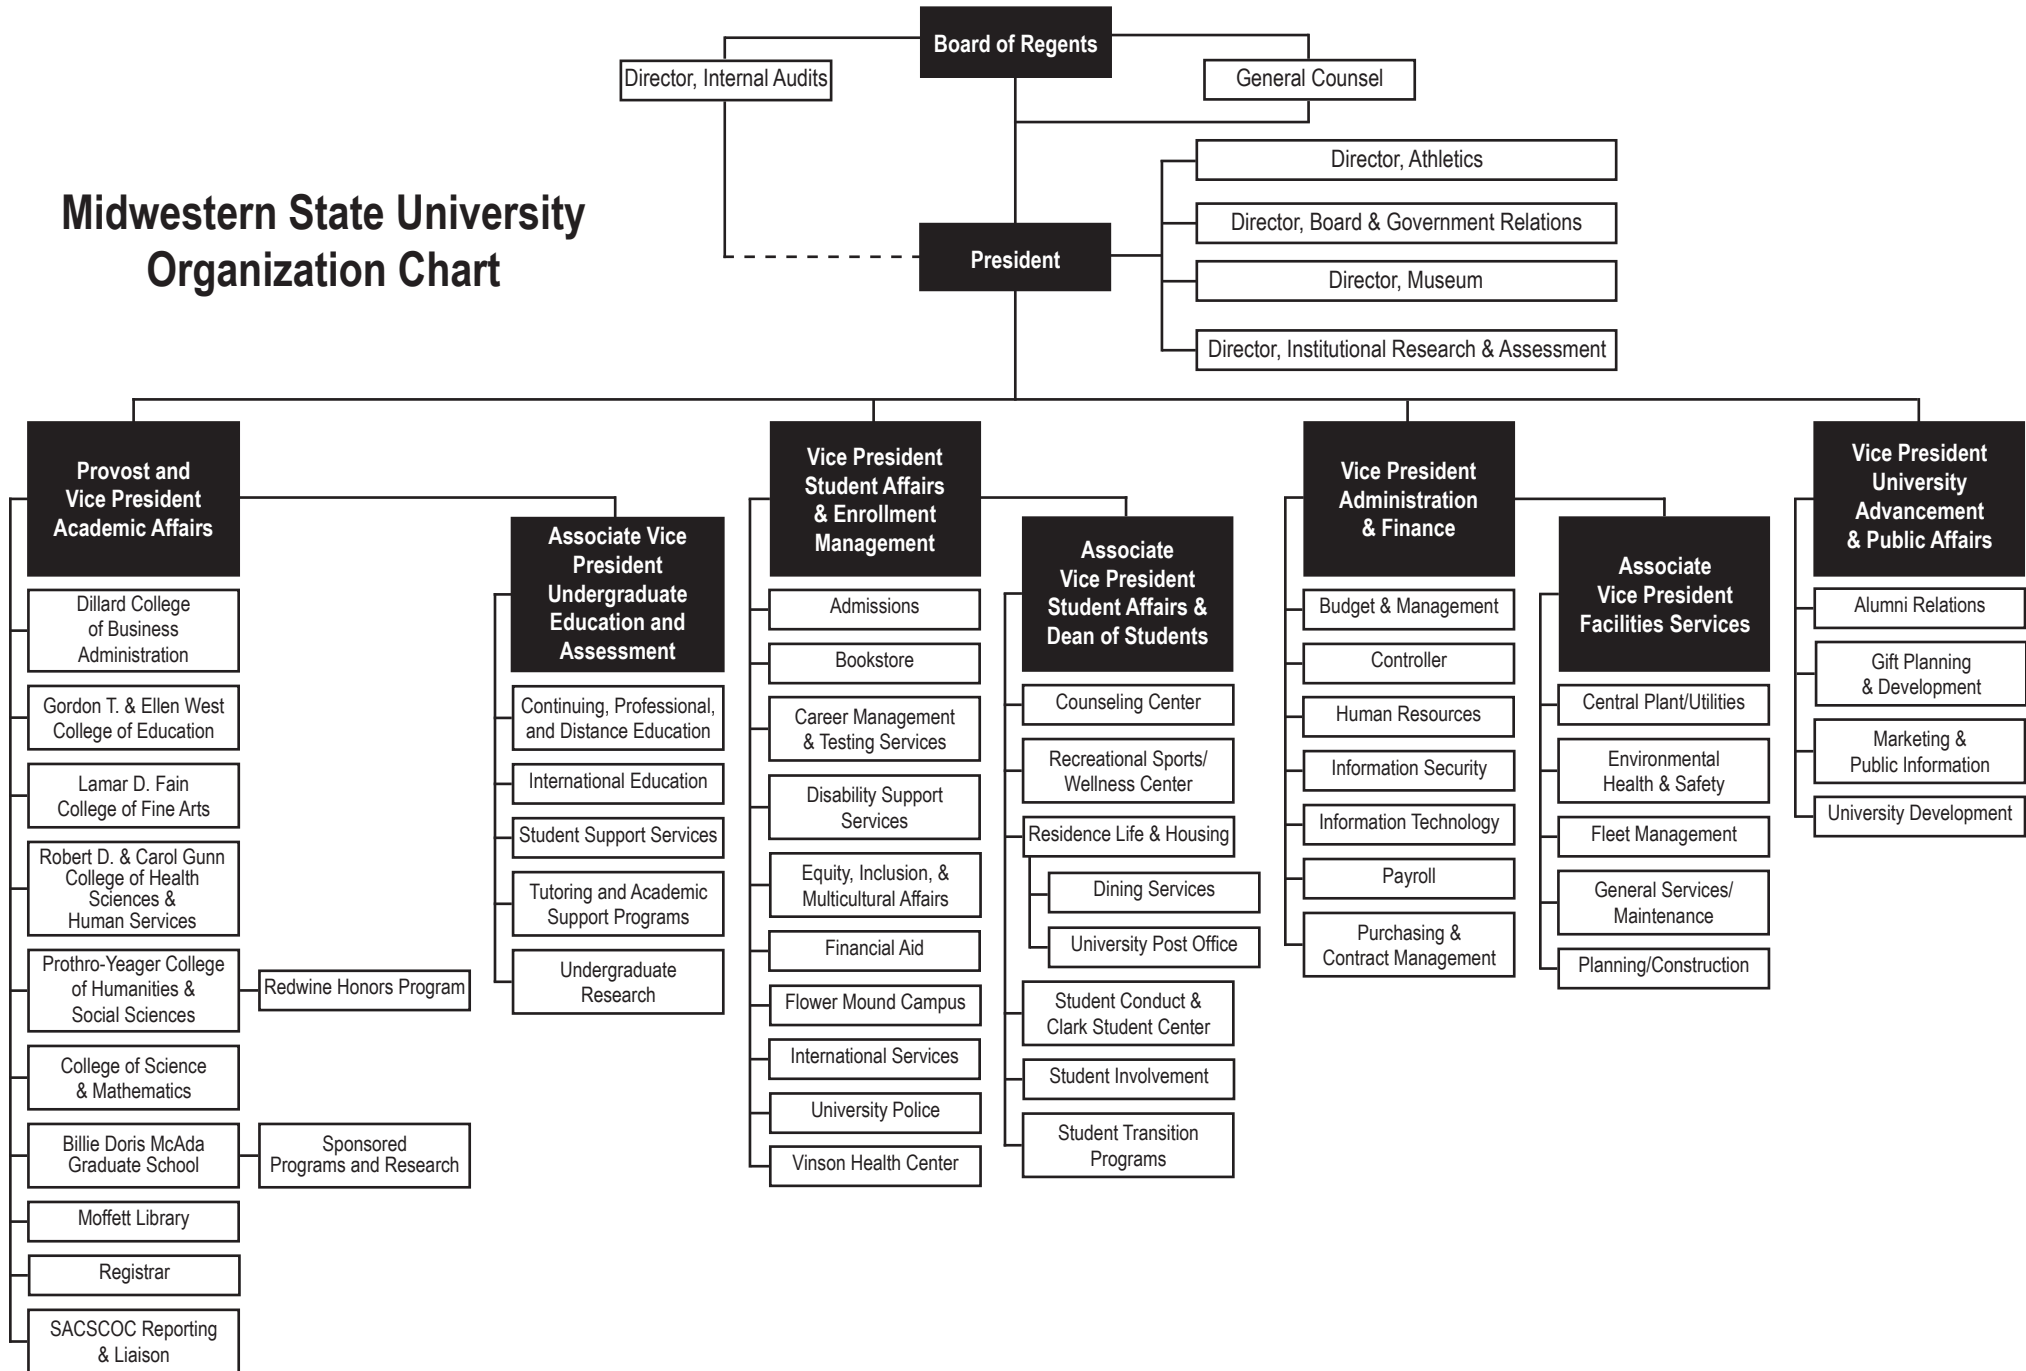 Board of Regents
Director, Internal Audits
General Counsel
Midwestern State University
Organization Chart
President
Director, Athletics
Director, Board & Government Relations
Director, Museum
Director, Institutional Research & Assessment
Provost and
Vice President
Academic Affairs
Dillard College
of Business
Administration
Gordon T. & Ellen West
College of Education
Lamar D. Fain
College of Fine Arts
Robert D. & Carol Gunn
College of Health
Sciences &
Human Services
Prothro-Yeager College
of Humanities &
Social Sciences
Redwine Honors Program
College of Science
& Mathematics
Billie Doris McAda
Graduate School
Sponsored
Programs and Research
Moffett Library
Registrar
SACSCOC Reporting
& Liaison
Associate Vice
President
Undergraduate
Education and
Assessment
Continuing, Professional,
and Distance Education
International Education
Student Support Services
Tutoring and Academic
Support Programs
Undergraduate
Research
Vice President
Student Affairs
& Enrollment
Management
Admissions
Bookstore
Career Management
& Testing Services
Disability Support
Services
Equity, Inclusion, &
Multicultural Affairs
Financial Aid
Flower Mound Campus
International Services
University Police
Vinson Health Center
Associate
Vice President
Student Affairs &
Dean of Students
Counseling Center
Recreational Sports/
Wellness Center
Residence Life & Housing
Dining Services
University Post Office
Student Conduct &
Clark Student Center
Student Involvement
Student Transition
Programs
Vice President
Administration
& Finance
Budget & Management
Controller
Human Resources
Information Security
Information Technology
Payroll
Purchasing &
Contract Management
Associate
Vice President
Facilities Services
Central Plant/Utilities
Environmental
Health & Safety
Fleet Management
General Services/
Maintenance
Planning/Construction
Vice President
University
Advancement
& Public Affairs
Alumni Relations
Gift Planning
& Development
Marketing &
Public Information
University Development